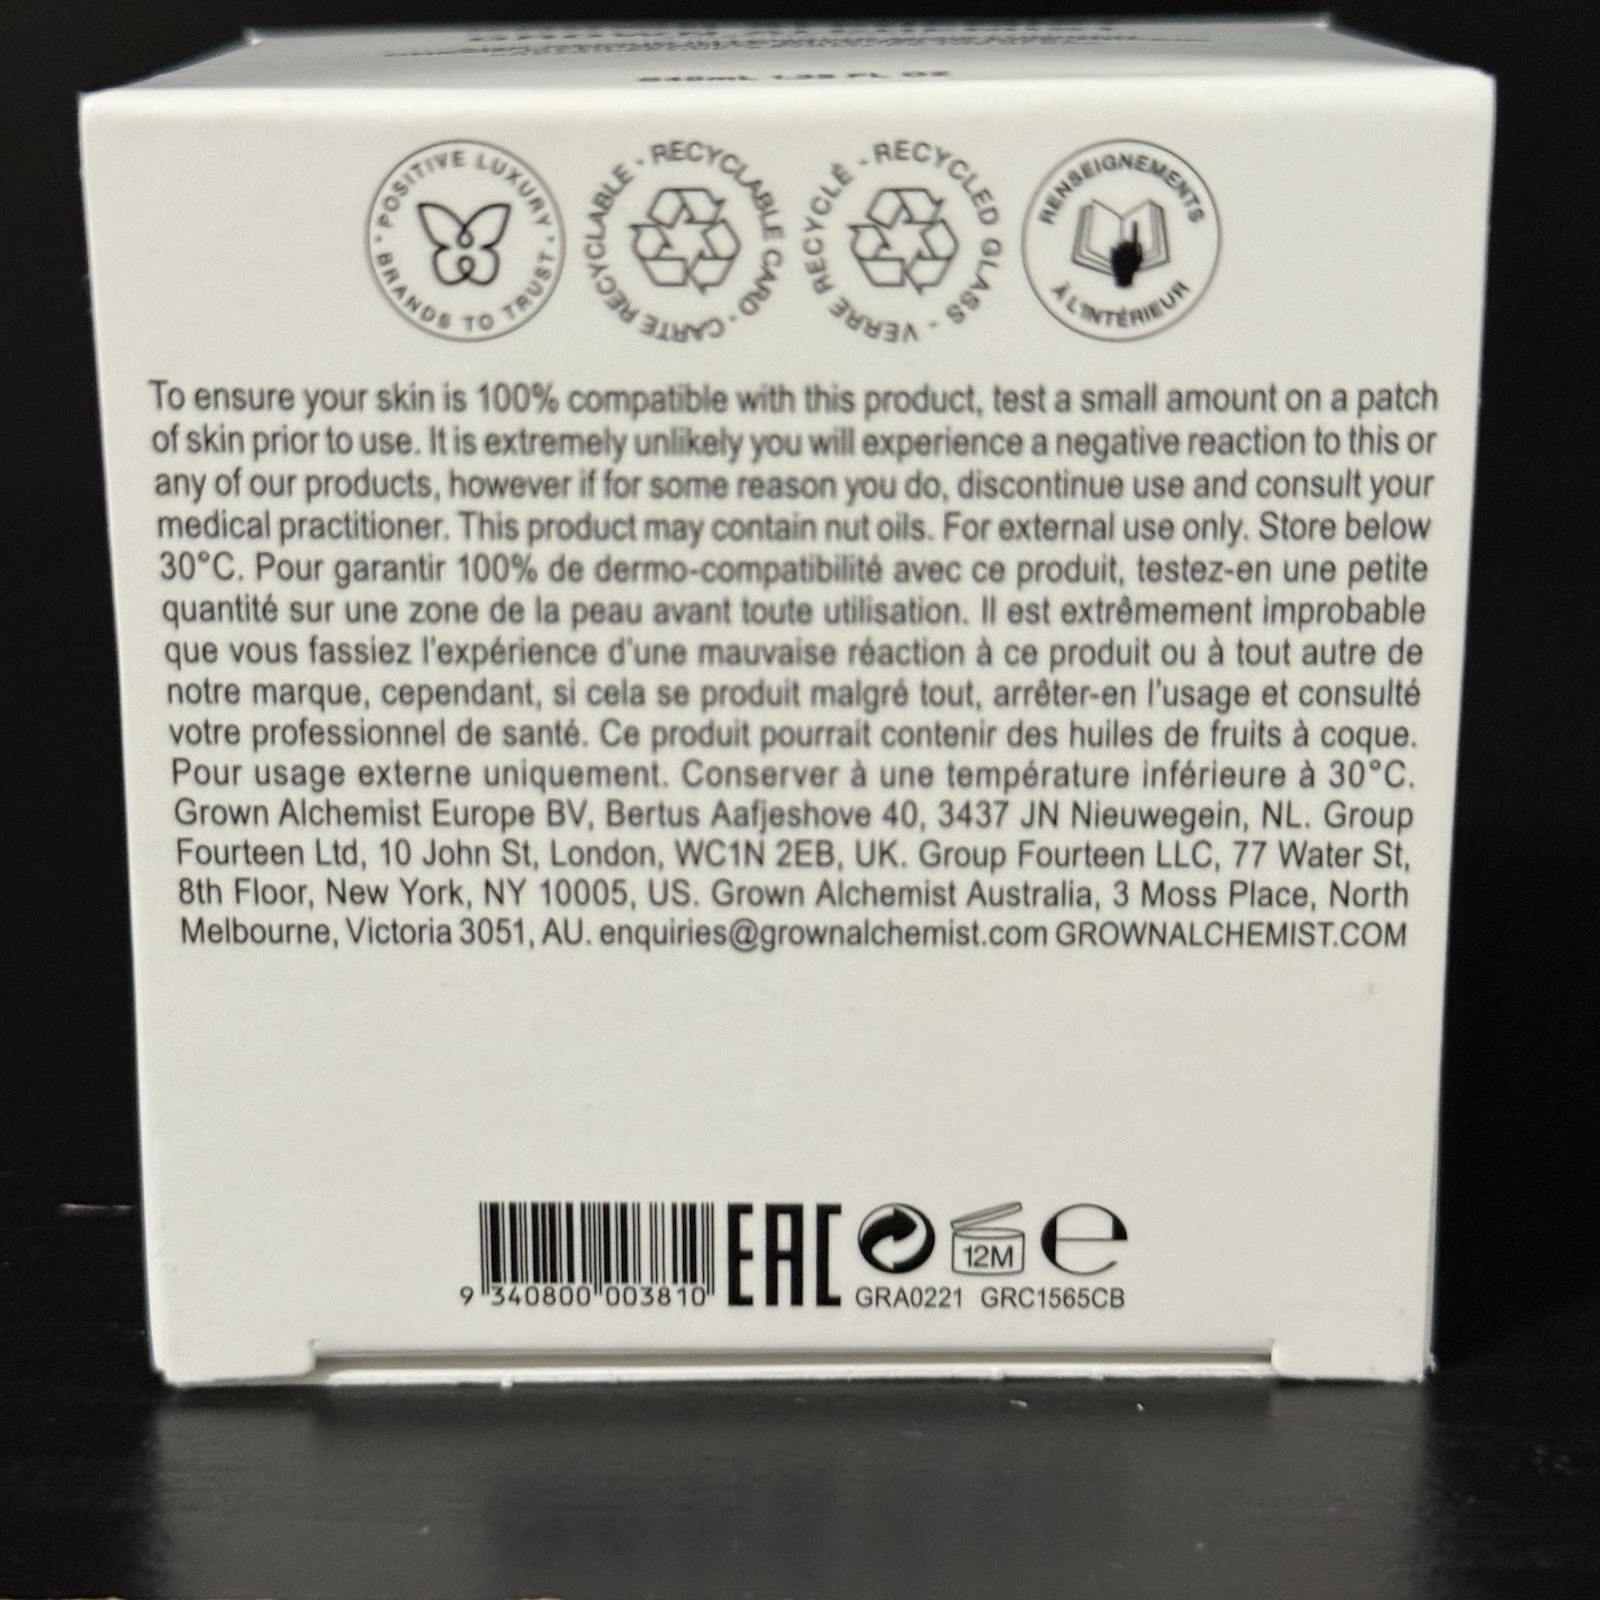 POSITIVE LUXURY · BRANDS TO TRUST ·
RECYCLABLE CARD - CARTE RECYCLABLE -
RECYCLED GLASS - VERRE RECYCLÉ -
RENSEIGNEMENTS À L'INTÉRIEUR
To ensure your skin is 100% compatible with this product, test a small amount on a patch
of skin prior to use. It is extremely unlikely you will experience a negative reaction to this or
any of our products, however if for some reason you do, discontinue use and consult your
medical practitioner. This product may contain nut oils. For external use only. Store below
30°C. Pour garantir 100% de dermo-compatibilité avec ce produit, testez-en une petite
quantité sur une zone de la peau avant toute utilisation. Il est extrêmement improbable
que vous fassiez l'expérience d'une mauvaise réaction à ce produit ou à tout autre de
notre marque, cependant, si cela se produit malgré tout, arrêter-en l'usage et consulté
votre professionnel de santé. Ce produit pourrait contenir des huiles de fruits à coque.
Pour usage externe uniquement. Conserver à une température inférieure à 30°C.
Grown Alchemist Europe BV, Bertus Aafjeshove 40, 3437 JN Nieuwegein, NL. Group
Fourteen Ltd, 10 John St, London, WC1N 2EB, UK. Group Fourteen LLC, 77 Water St,
8th Floor, New York, NY 10005, US. Grown Alchemist Australia, 3 Moss Place, North
Melbourne, Victoria 3051, AU. enquiries@grownalchemist.com GROWNALCHEMIST.COM
EAC 12M e
9 340800 003810 GRA0221 GRC1565CB